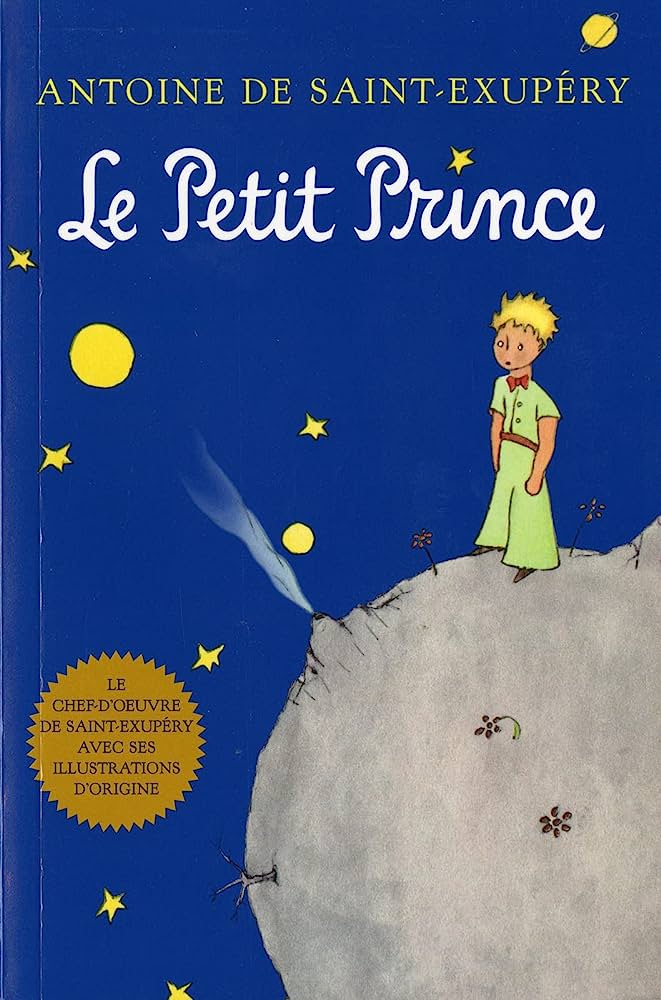 ANTOINE DE SAINT-EXUPÉRY
Le Petit Prince
LE
CHEF-D'OEUVRE
DE SAINT-EXUPÉRY
AVEC SES
ILLUSTRATIONS
D'ORIGINE